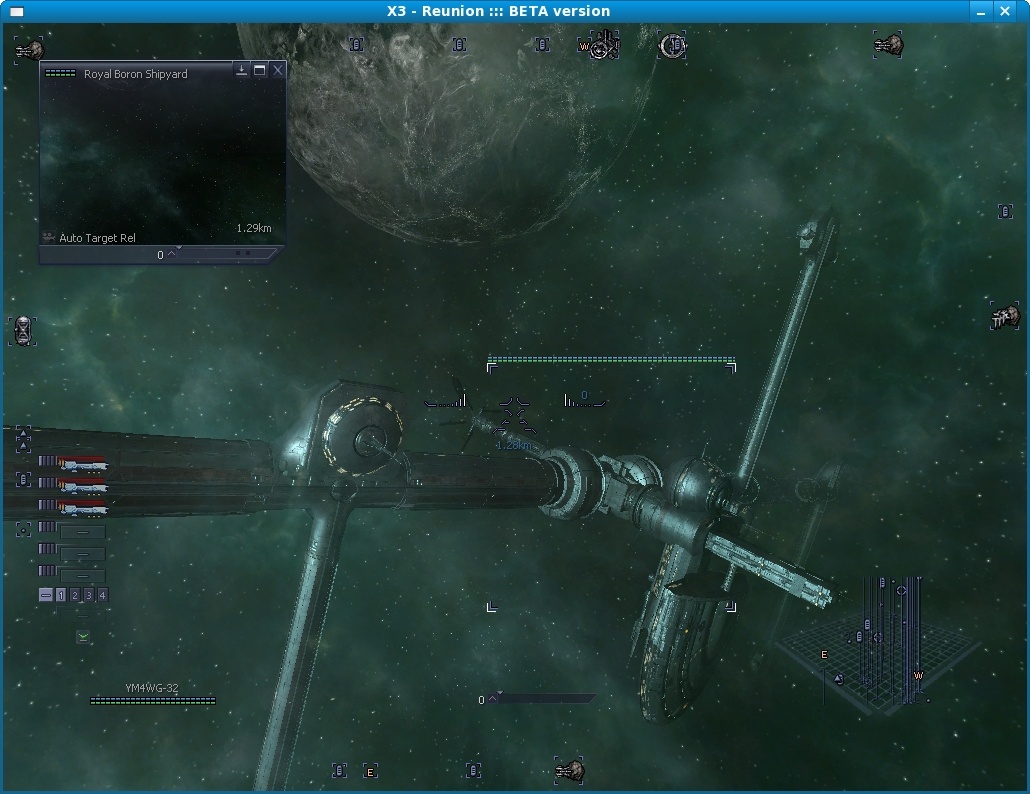 X3 - Reunion ::: BETA version
W
Royal Boron Shipyard
1.29km
Auto Target Rel
0
0
1.28km
1 2 3 4
E
W
YM4WG-32
0
E